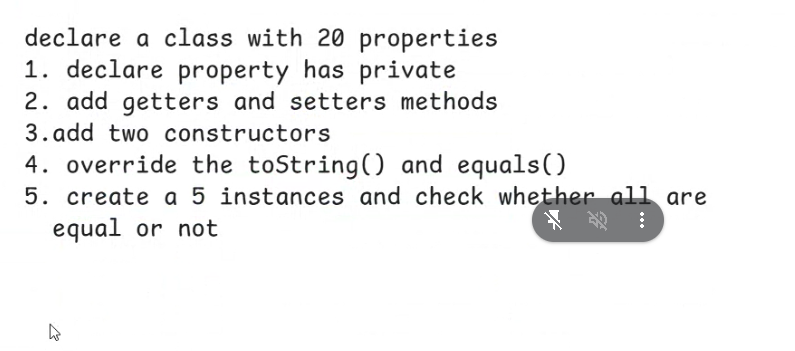 declare a class with 20 properties
1. declare property has private
2. add getters and setters methods
3.add two constructors
4. override the toString() and equals()
5. create a 5 instances and check whether all are
equal or not